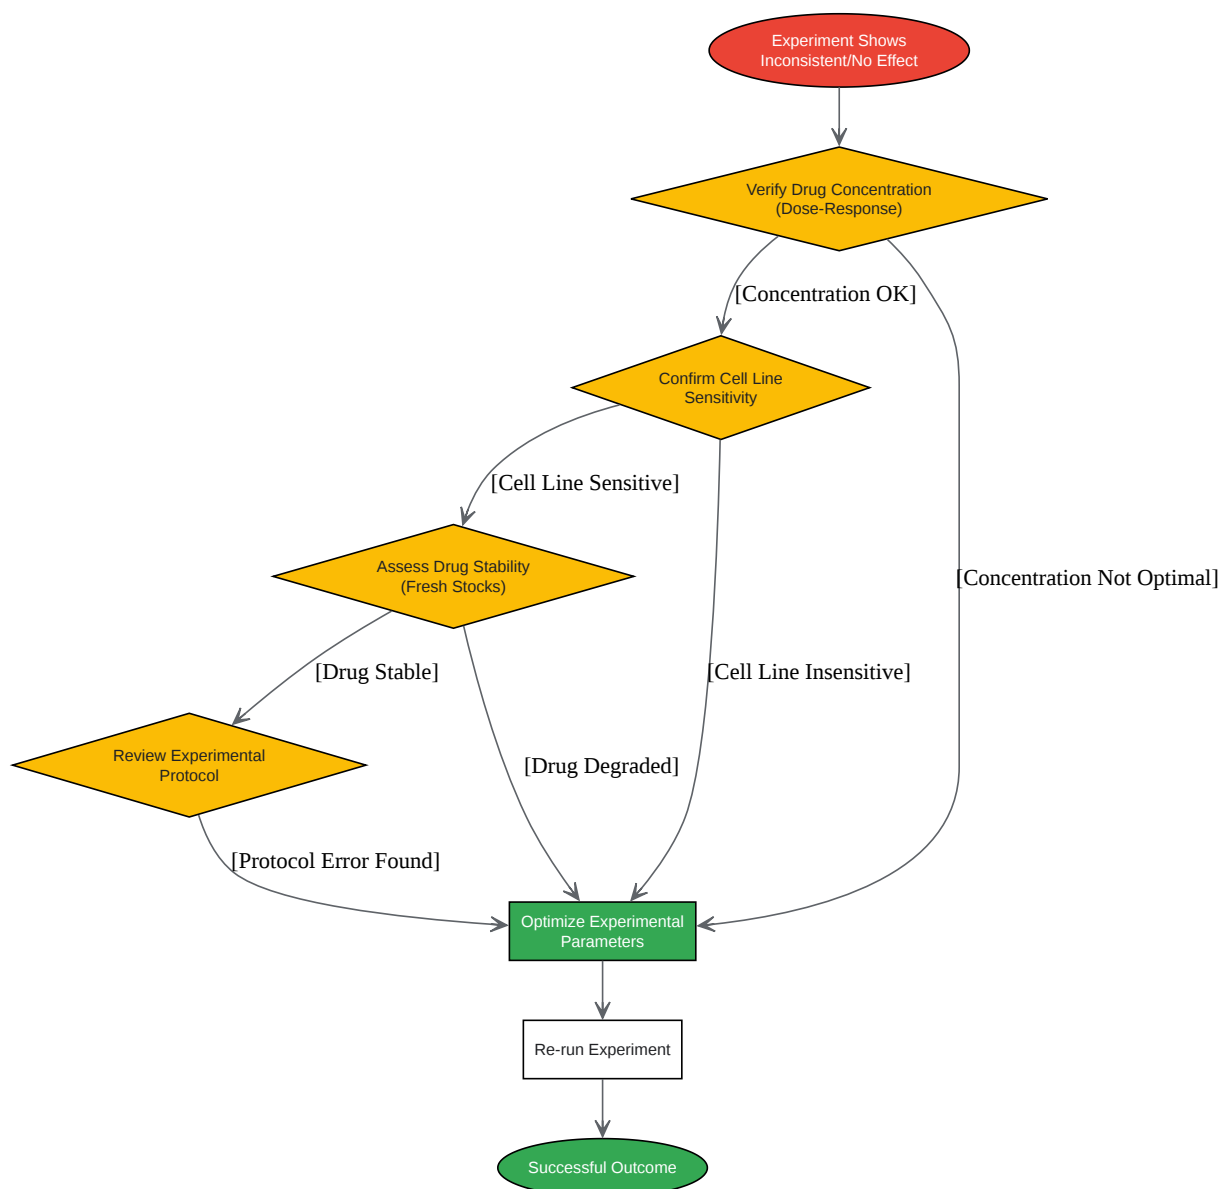 Experiment Shows
Inconsistent/No Effect
Verify Drug Concentration
(Dose-Response)
[Concentration OK]
Confirm Cell Line
Sensitivity
[Cell Line Sensitive]
Assess Drug Stability
(Fresh Stocks)
[Concentration Not Optimal]
[Drug Stable]
[Cell Line Insensitive]
Review Experimental
Protocol
[Drug Degraded]
[Protocol Error Found]
Optimize Experimental
Parameters
Re-run Experiment
Successful Outcome